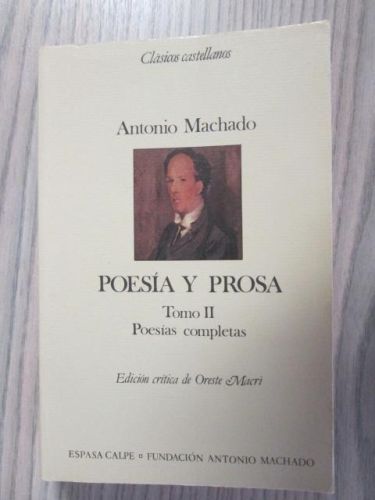 Clásicos castellanos
Antonio Machado
POESÍA Y PROSA
Tomo II
Poesías completas
Edición crítica de Oreste Macrí
ESPASA CALPE ¤ FUNDACIÓN ANTONIO MACHADO